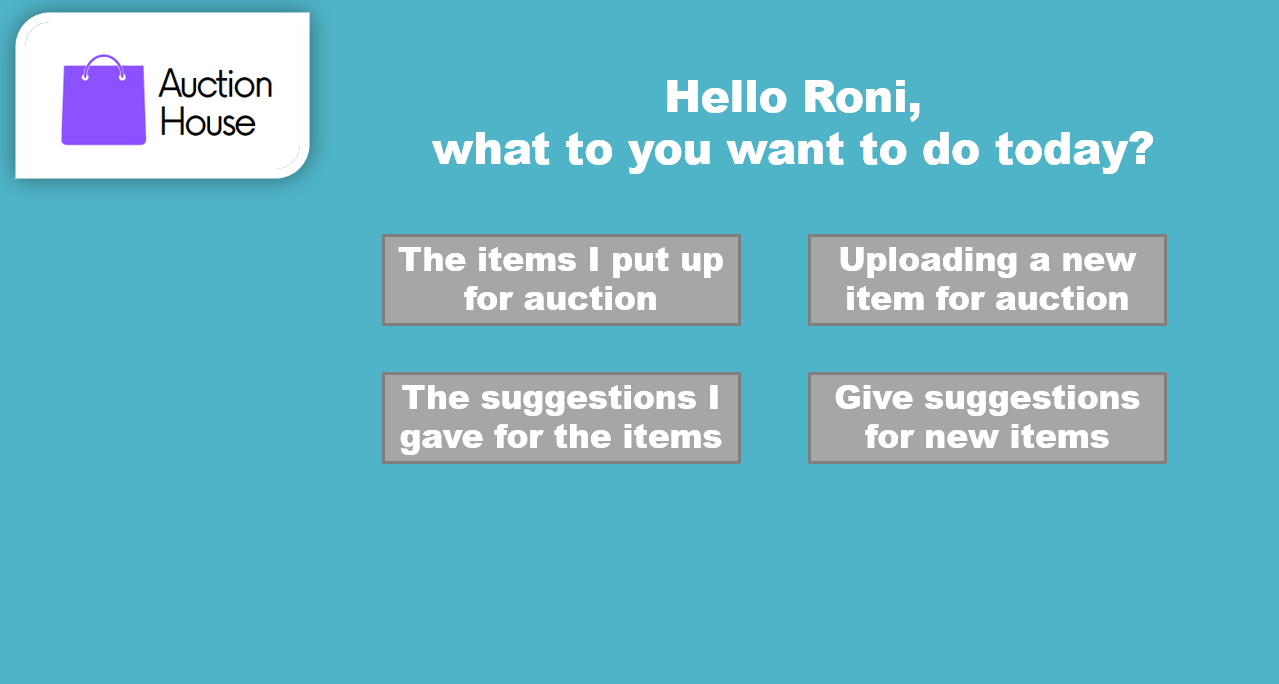 Auction
House
Hello Roni,
what to you want to do today?
The items I put up
for auction
Uploading a new
item for auction
The suggestions I
gave for the items
Give suggestions
for new items